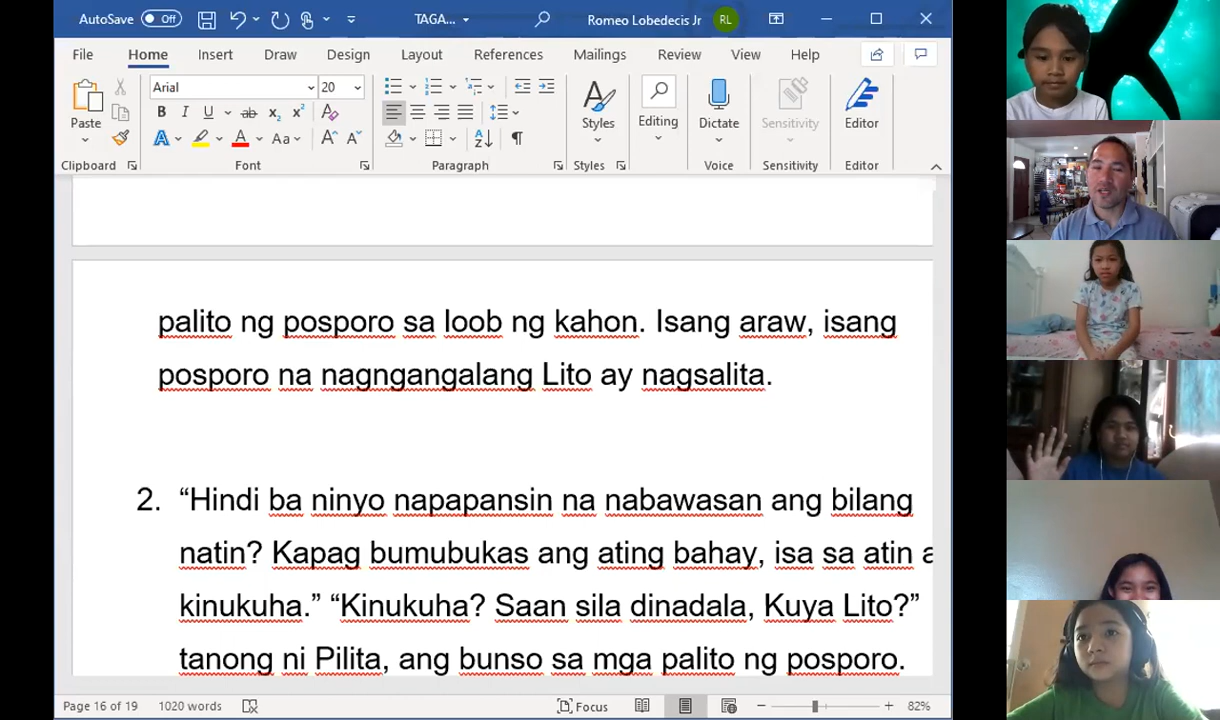 AutoSave Off TAGA... Romeo Lobedecis Jr RL
File Home Insert Draw Design Layout References Mailings Review View Help
Arial 20
Paste B I U ab x₂ x² Styles Editing Dictate Sensitivity Editor
A A Aa A A
Clipboard Font Paragraph Styles Voice Sensitivity Editor
palito ng posporo sa loob ng kahon. Isang araw, isang
posporo na nagngangalang Lito ay nagsalita.
2. “Hindi ba ninyo napapansin na nabawasan ang bilang
natin? Kapag bumubukas ang ating bahay, isa sa atin a
kinukuha.” “Kinukuha? Saan sila dinadala, Kuya Lito?”
tanong ni Pilita, ang bunso sa mga palito ng posporo.
Page 16 of 19 1020 words Focus 82%